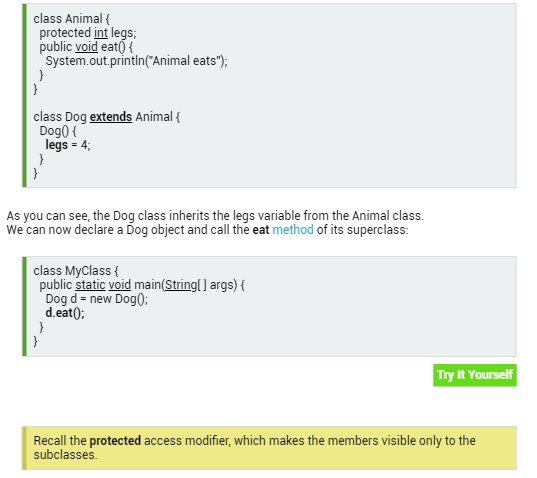 class Animal {
protected int legs;
public void eat() {
System.out.println("Animal eats");
}
}
class Dog extends Animal {
Dog() {
legs = 4;
}
}
As you can see, the Dog class inherits the legs variable from the Animal class.
We can now declare a Dog object and call the eat method of its superclass:
class MyClass {
public static void main(String[ ] args) {
Dog d = new Dog();
d.eat();
}
}
Try It Yourself
Recall the protected access modifier, which makes the members visible only to the
subclasses.